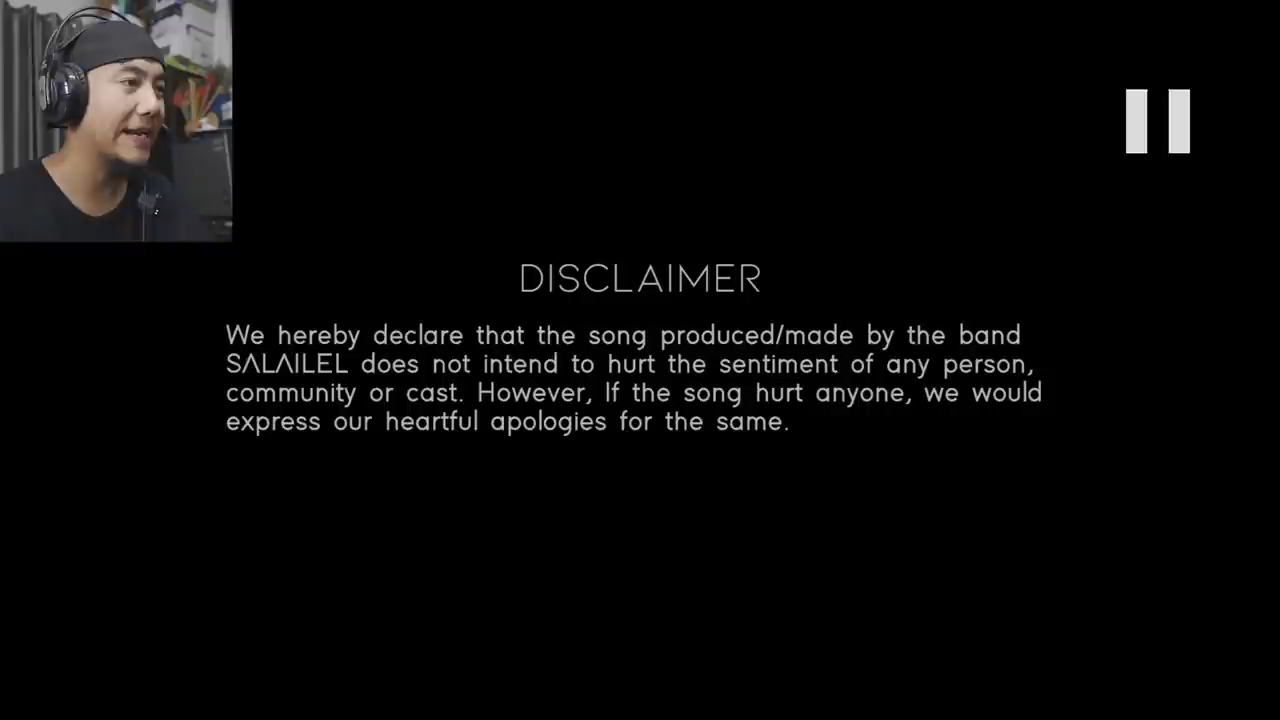 DISCLAIMER
We hereby declare that the song produced/made by the band
SALAILEL does not intend to hurt the sentiment of any person,
community or cast. However, If the song hurt anyone, we would
express our heartful apologies for the same.